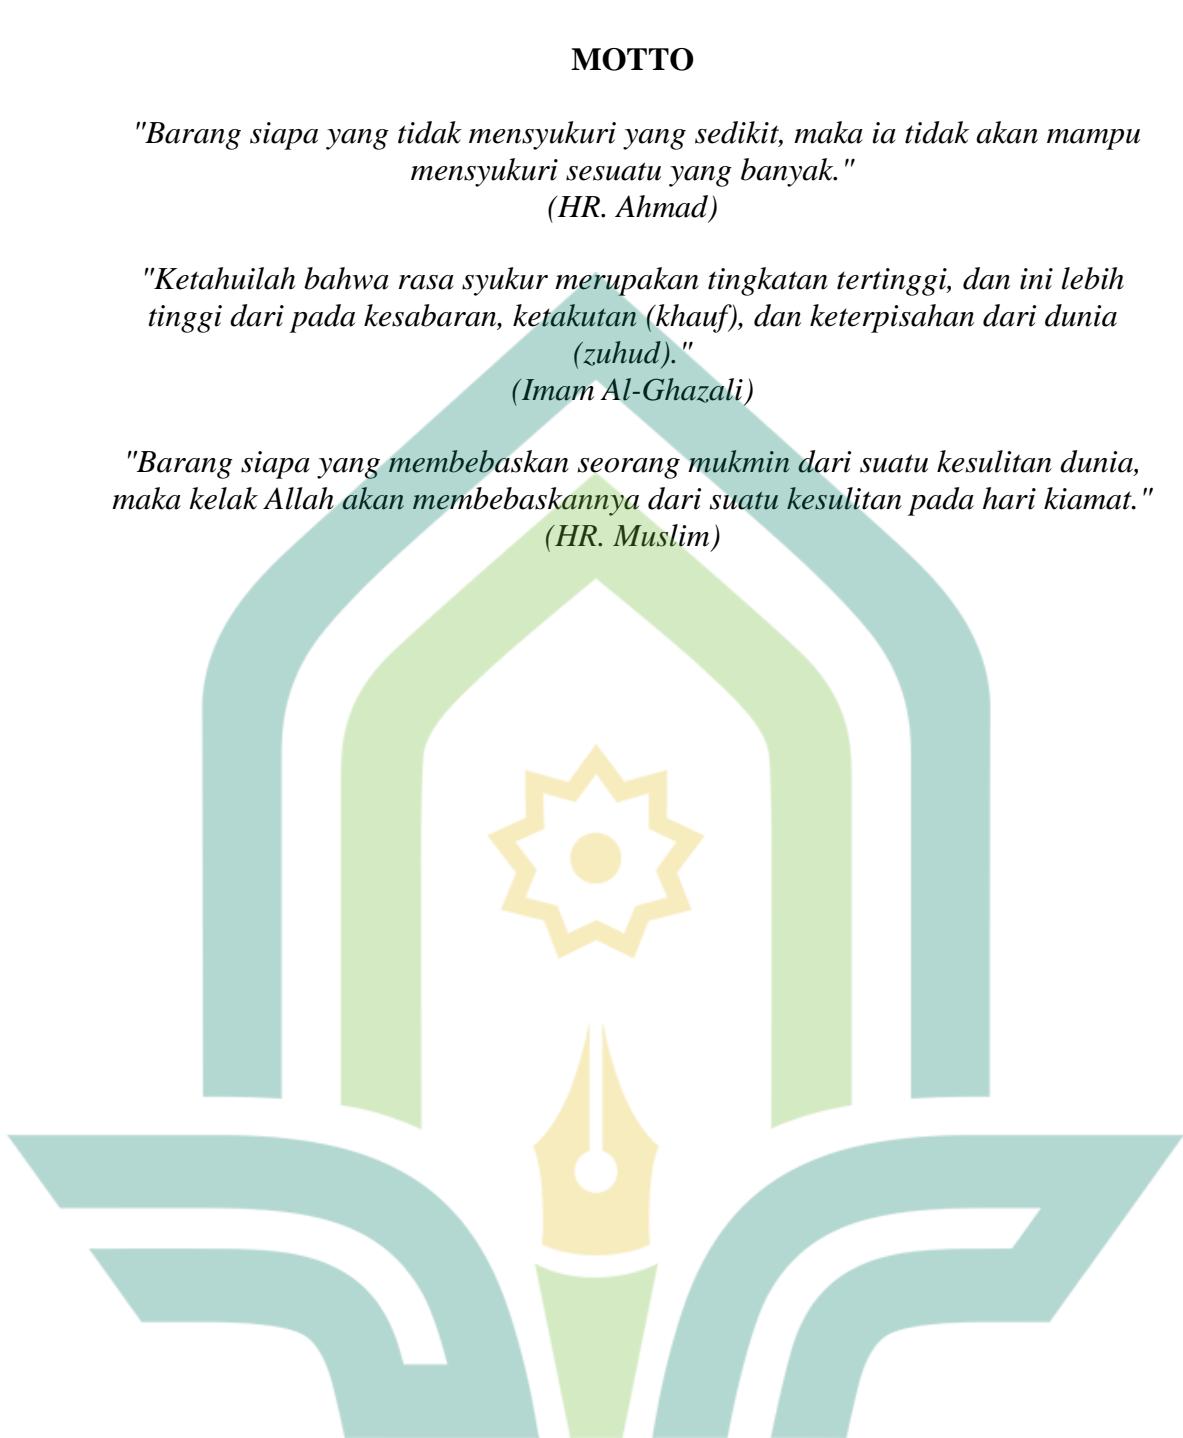 MOTTO
"Barang siapa yang tidak mensyukuri yang sedikit, maka ia tidak akan mampu
mensyukuri sesuatu yang banyak."
(HR. Ahmad)
"Ketahuilah bahwa rasa syukur merupakan tingkatan tertinggi, dan ini lebih
tinggi dari pada kesabaran, ketakutan (khauf), dan keterpisahan dari dunia
(zuhud)."
(Imam Al-Ghazali)
"Barang siapa yang membebaskan seorang mukmin dari suatu kesulitan dunia,
maka kelak Allah akan membebaskannya dari suatu kesulitan pada hari kiamat."
(HR. Muslim)